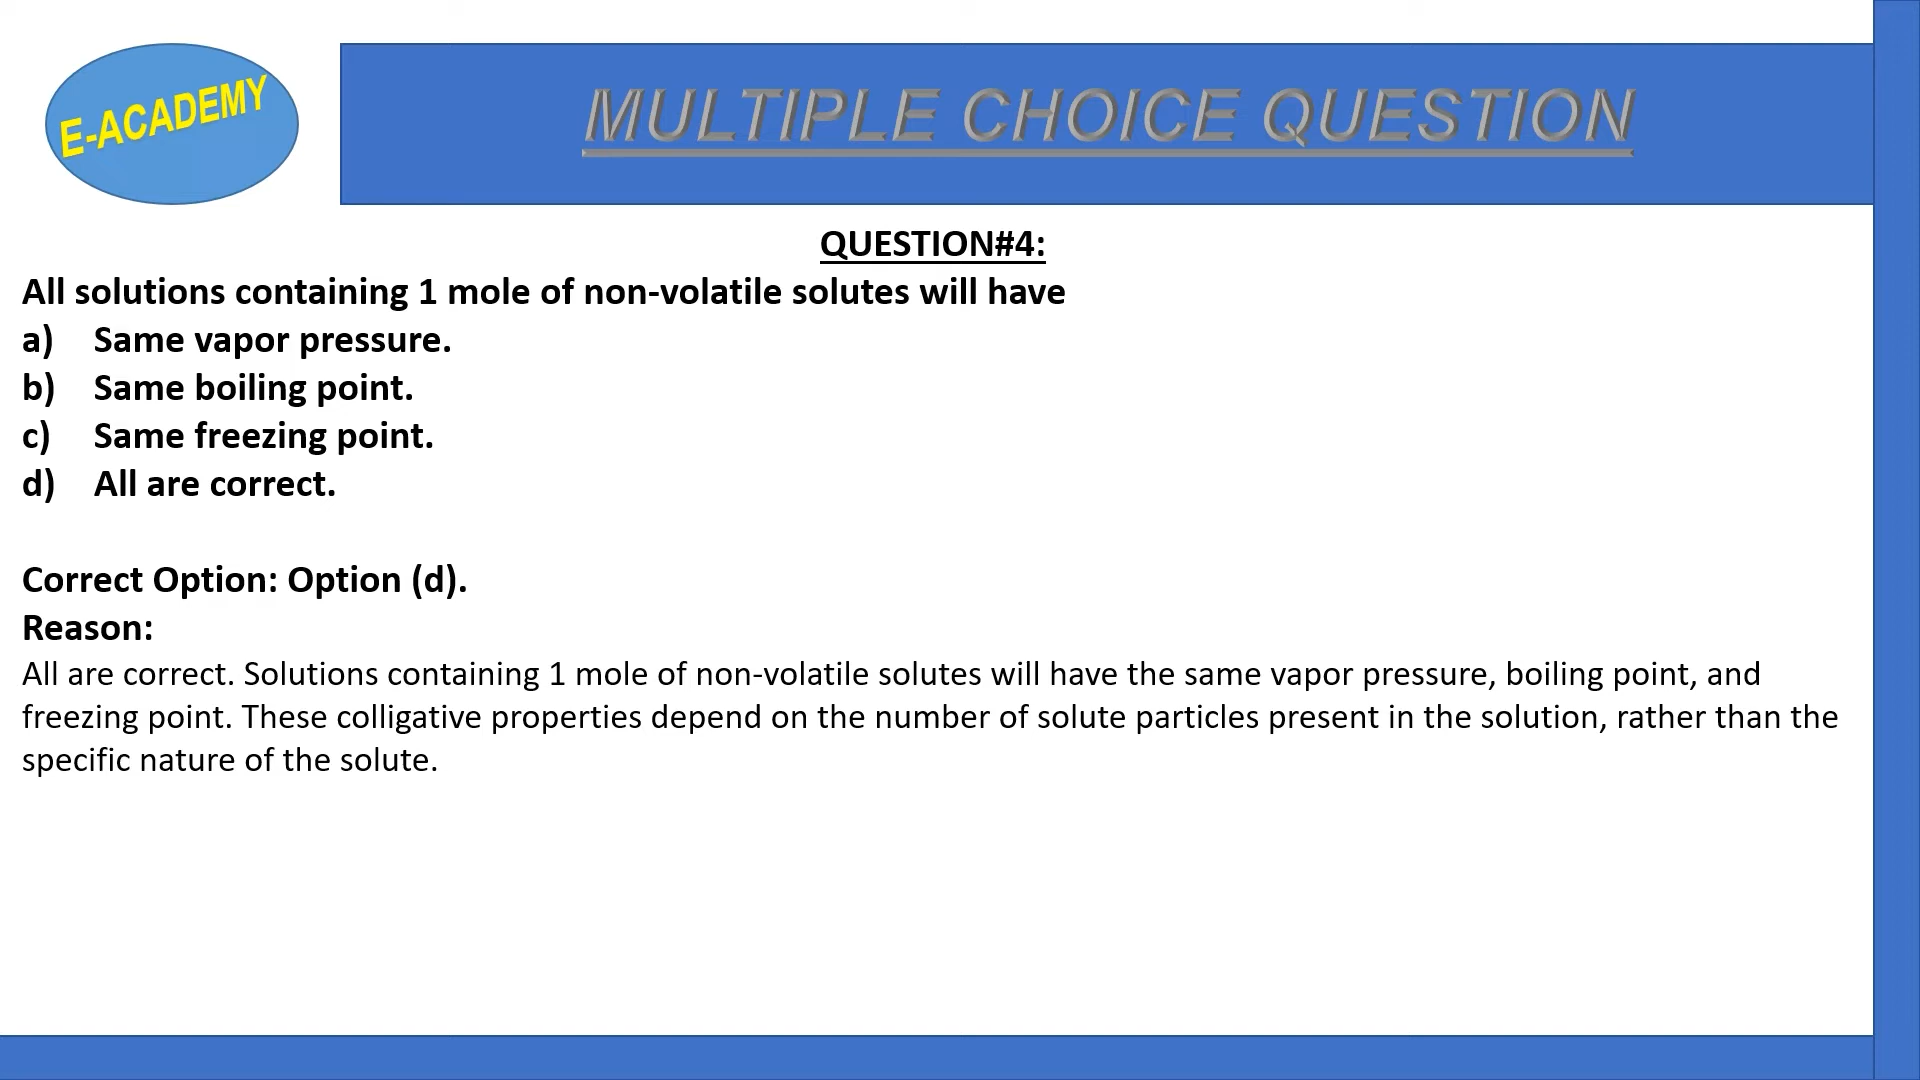 E-ACADEMY
MULTIPLE CHOICE QUESTION
QUESTION#4:
All solutions containing 1 mole of non-volatile solutes will have
a) Same vapor pressure.
b) Same boiling point.
c) Same freezing point.
d) All are correct.
Correct Option: Option (d).
Reason:
All are correct. Solutions containing 1 mole of non-volatile solutes will have the same vapor pressure, boiling point, and
freezing point. These colligative properties depend on the number of solute particles present in the solution, rather than the
specific nature of the solute.